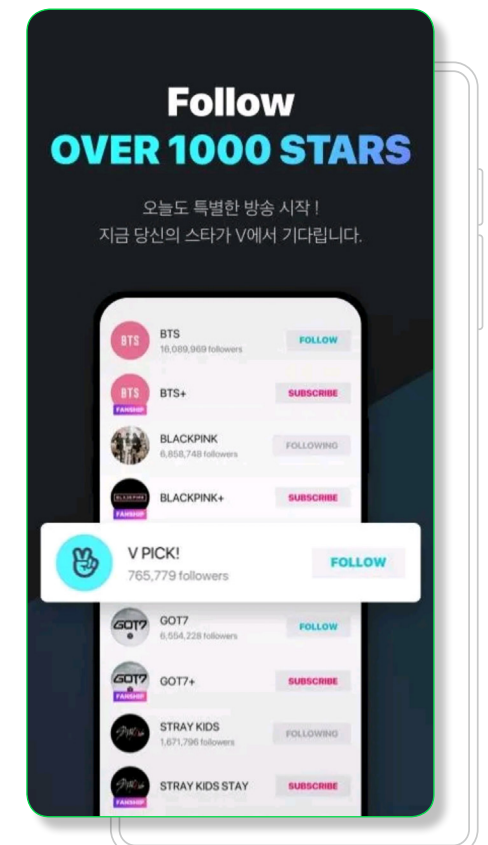 Follow
OVER 1000 STARS
오늘도 특별한 방송 시작 !
지금 당신의 스타가 V에서 기다립니다.
BTS
BTS
16,089,969 followers
FOLLOW
BTS
FANSHIP
BTS+
SUBSCRIBE
BLACKPINK
6,858,748 followers
FOLLOWING
BLACKPINK
FANSHIP
BLACKPINK+
SUBSCRIBE
V PICK!
765,779 followers
FOLLOW
GOT7
GOT7
6,554,228 followers
FOLLOW
GOT7
FANSHIP
GOT7+
SUBSCRIBE
STRAY KIDS
1,671,796 followers
FOLLOWING
FANSHIP
STRAY KIDS STAY
SUBSCRIBE